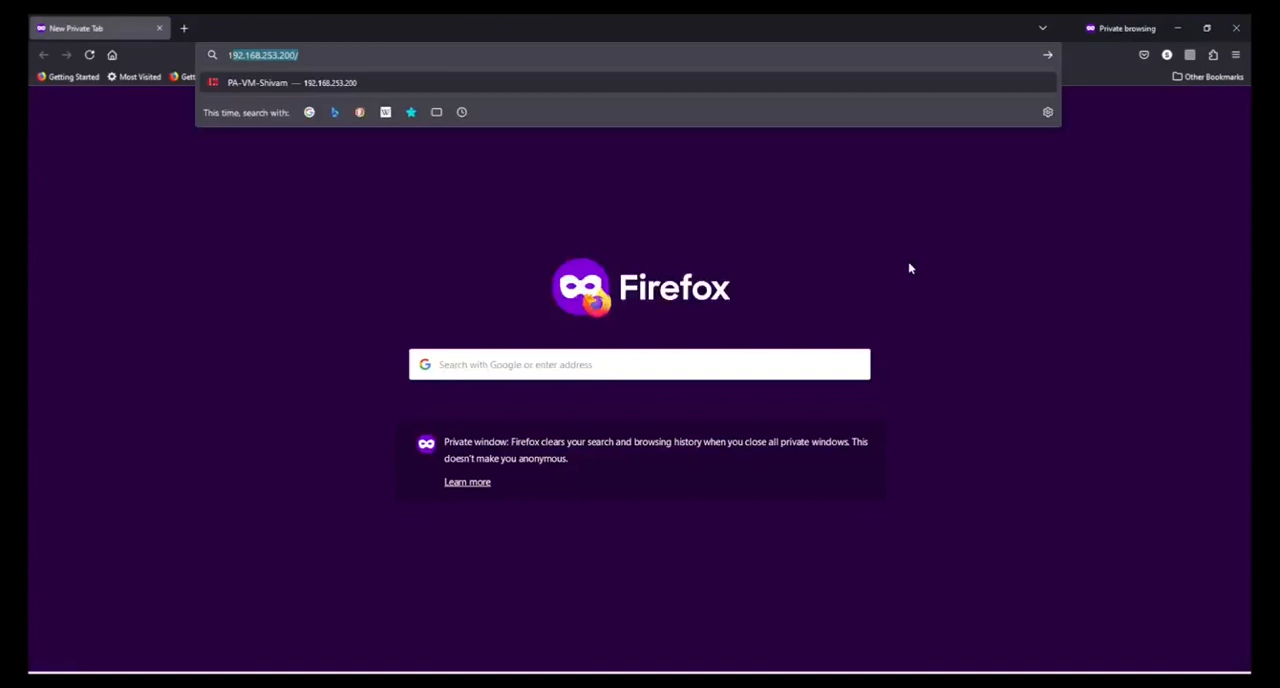 New Private Tab
Private browsing
192.168.253.200/
PA-VM-Shivam — 192.168.253.200
Getting Started
Most Visited
Gett
Other Bookmarks
This time, search with:
Firefox
Search with Google or enter address
Private window: Firefox clears your search and browsing history when you close all private windows. This
doesn't make you anonymous.
Learn more